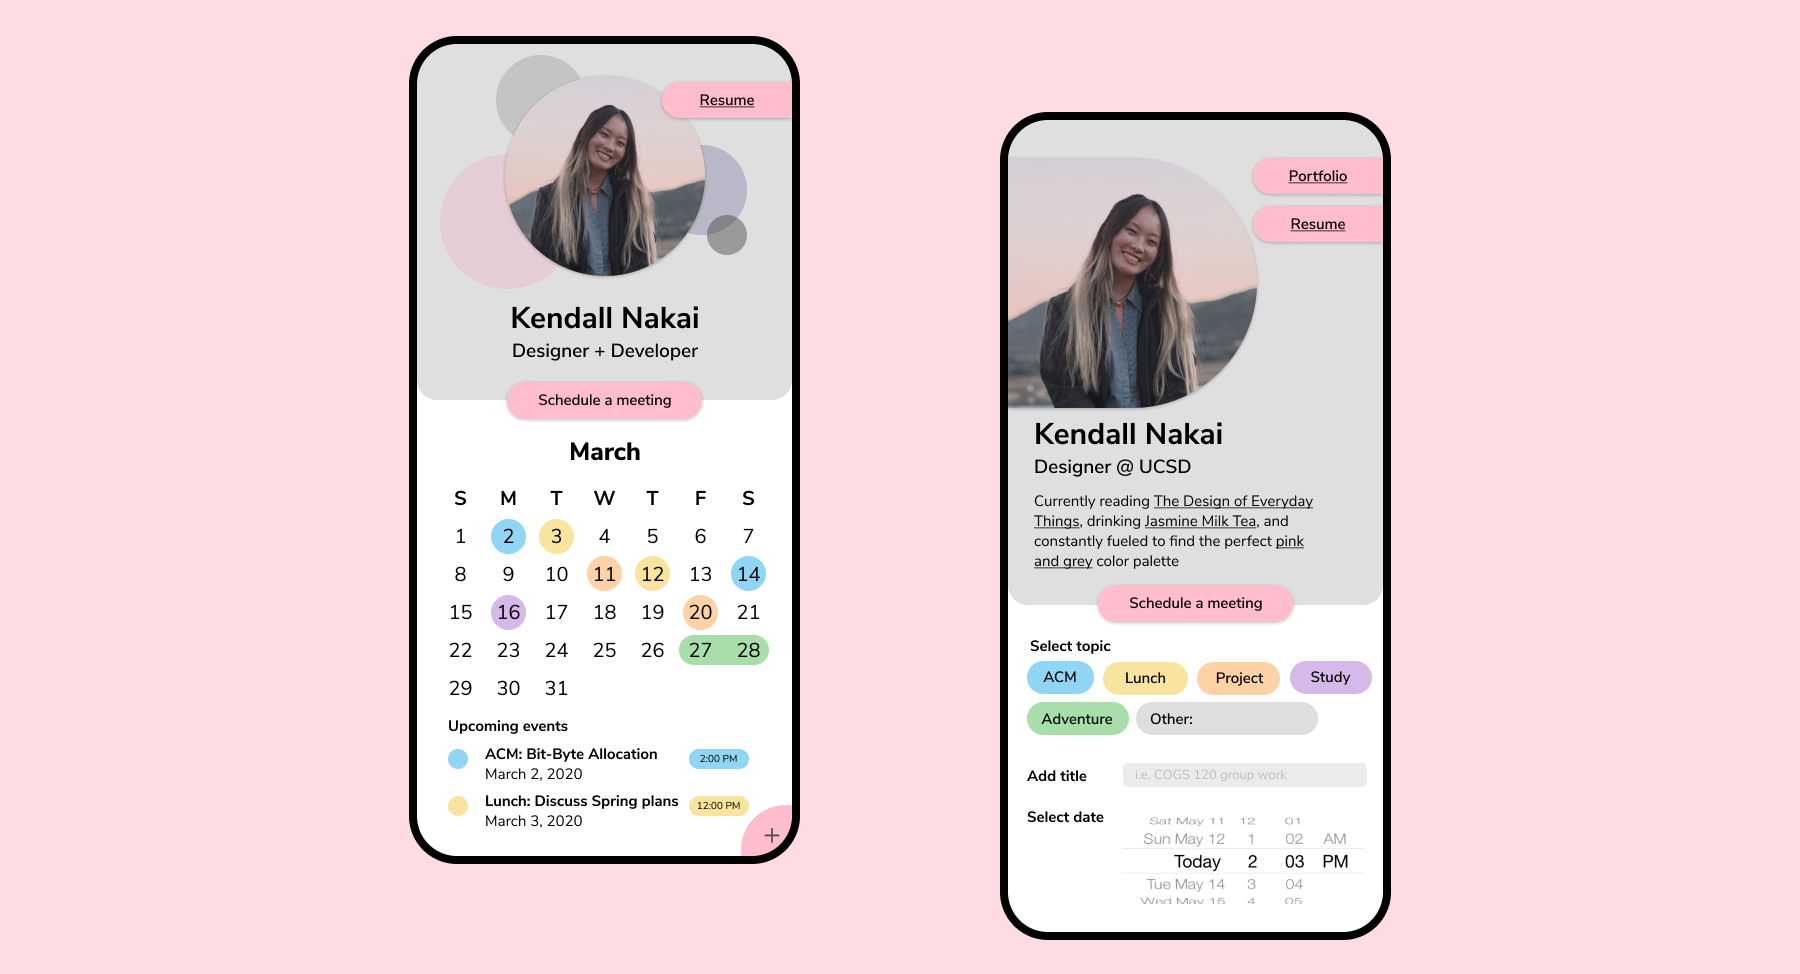 Resume
Kendall Nakai
Designer + Developer
Schedule a meeting
March
S M T W T F S
1 2 3 4 5 6 7
8 9 10 11 12 13 14
15 16 17 18 19 20 21
22 23 24 25 26 27 28
29 30 31
Upcoming events
ACM: Bit-Byte Allocation 2:00 PM
March 2, 2020
Lunch: Discuss Spring plans 12:00 PM
March 3, 2020
+
Portfolio
Resume
Kendall Nakai
Designer @ UCSD
Currently reading The Design of Everyday
Things, drinking Jasmine Milk Tea, and
constantly fueled to find the perfect pink
and grey color palette
Schedule a meeting
Select topic
ACM Lunch Project Study
Adventure Other:
Add title i.e. COGS 120 group work
Select date
Sat May 11 12 01
Sun May 12 1 02 AM
Today 2 03 PM
Tue May 14 3 04
Wed May 15 4 05